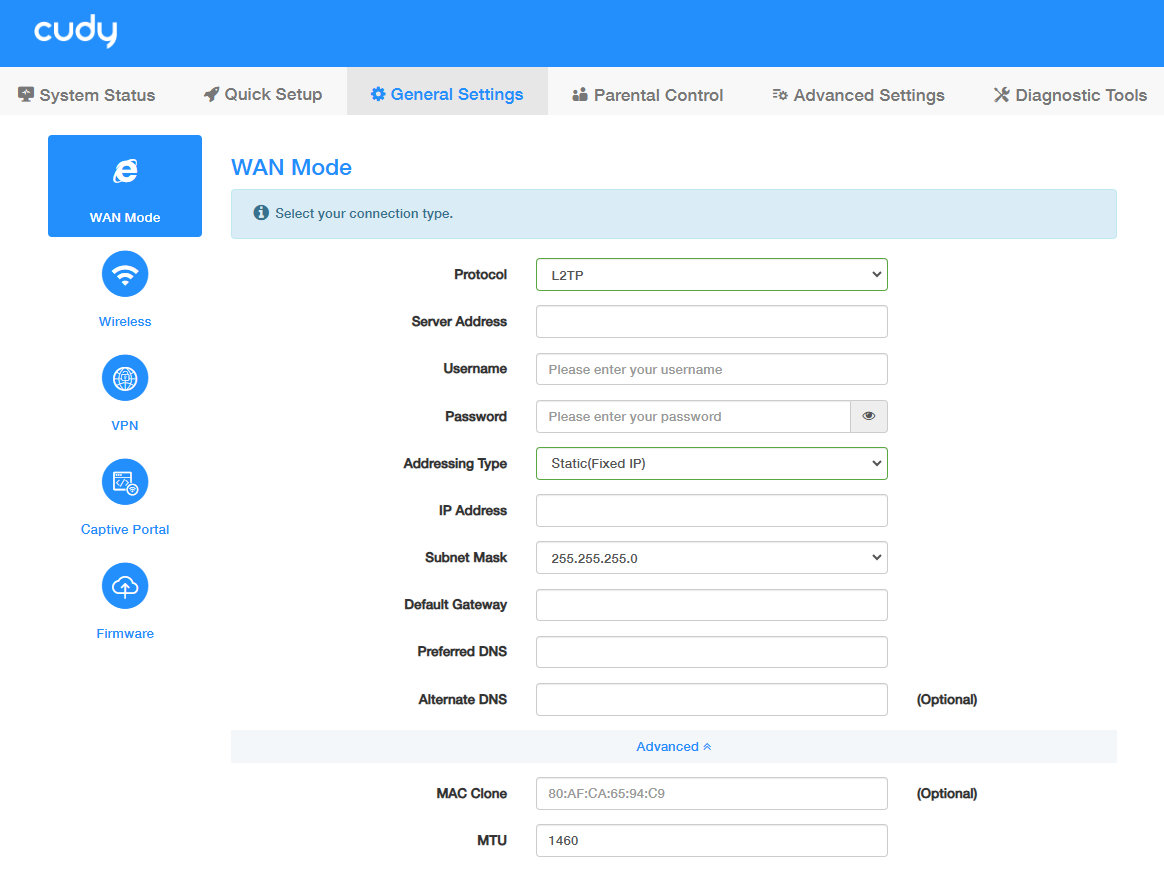 cudy
System Status Quick Setup General Settings Parental Control Advanced Settings Diagnostic Tools
WAN Mode
WAN Mode
Select your connection type.
Protocol L2TP
Server Address
Wireless
Username Please enter your username
Password Please enter your password
VPN
Addressing Type Static(Fixed IP)
IP Address
Captive Portal
Subnet Mask 255.255.255.0
Default Gateway
Firmware
Preferred DNS
Alternate DNS (Optional)
Advanced
MAC Clone 80:AF:CA:65:94:C9 (Optional)
MTU 1460